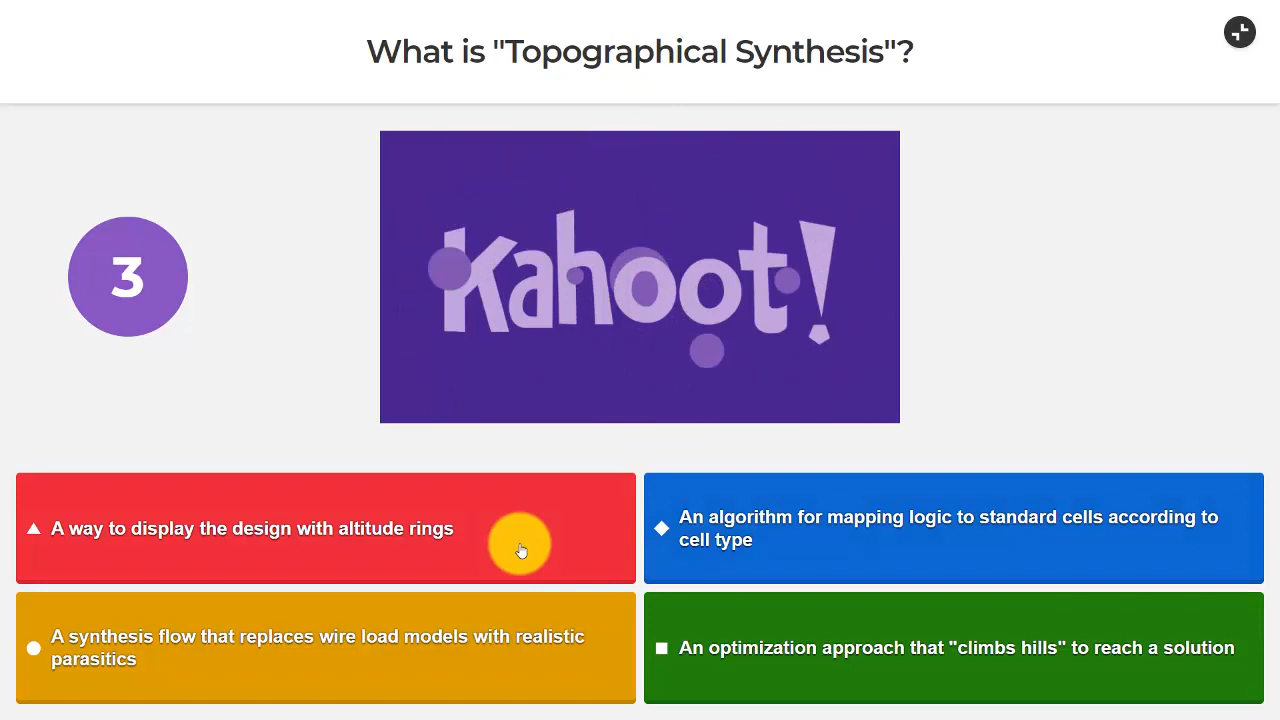 What is "Topographical Synthesis"?
3
Kahoot!
A way to display the design with altitude rings
An algorithm for mapping logic to standard cells according to
cell type
A synthesis flow that replaces wire load models with realistic
parasitics
An optimization approach that "climbs hills" to reach a solution